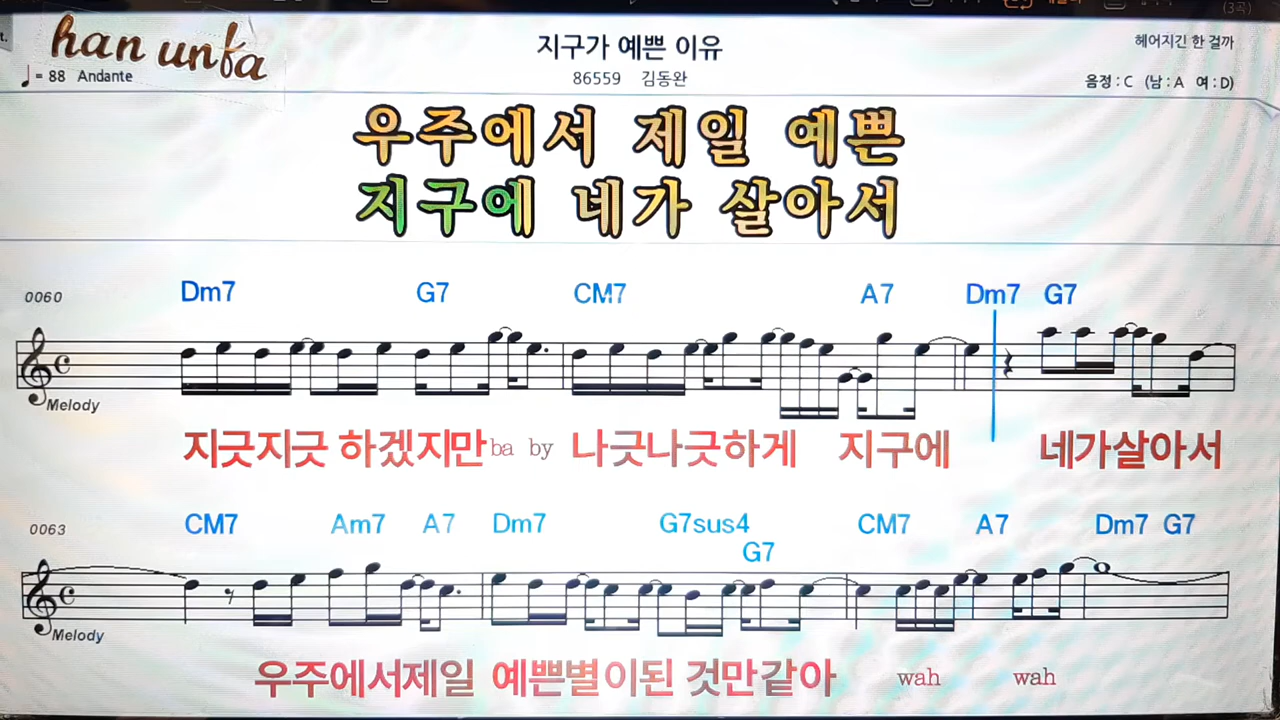 (3곡)
han unfa
♩= 88 Andante
지구가 예쁜 이유
86559 김동완
헤어지긴 한 걸까
음정 : C (남 : A 여 : D)
우주에서 제일 예쁜
지구에 네가 살아서
0060 Dm7 G7 CM7 A7 Dm7 G7
Melody
지긋지긋 하겠지만 ba by 나긋나긋하게 지구에 네가살아서
0063 CM7 Am7 A7 Dm7 G7sus4 CM7 A7 Dm7 G7
G7
Melody
우주에서제일 예쁜별이된 것만같아 wah wah